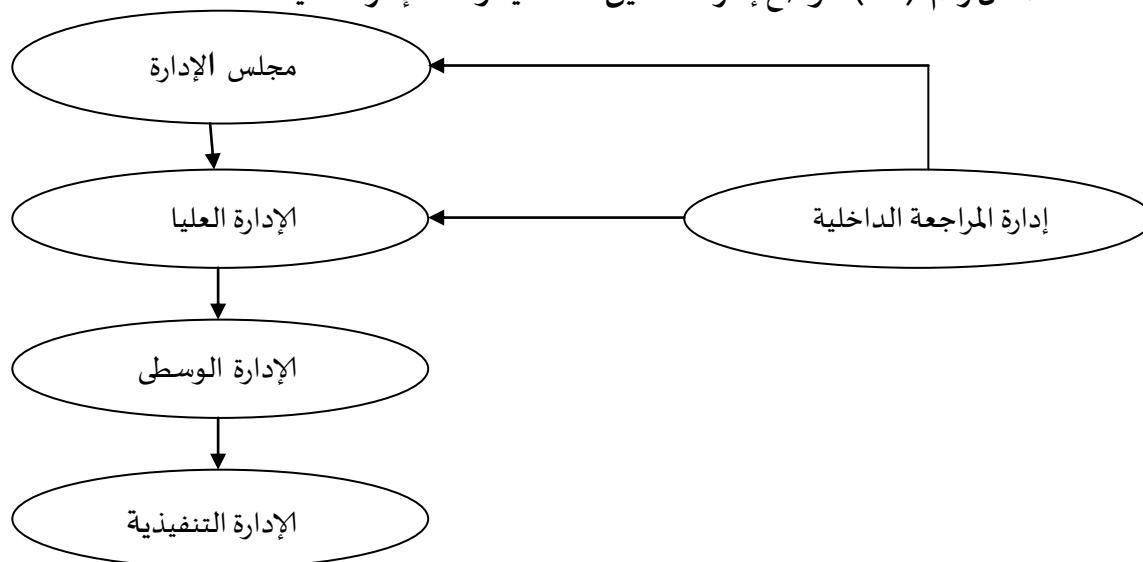 مجلس الإدارة
الإدارة العليا
إدارة المراجعة الداخلية
الإدارة الوسطى
الإدارة التنفيذية